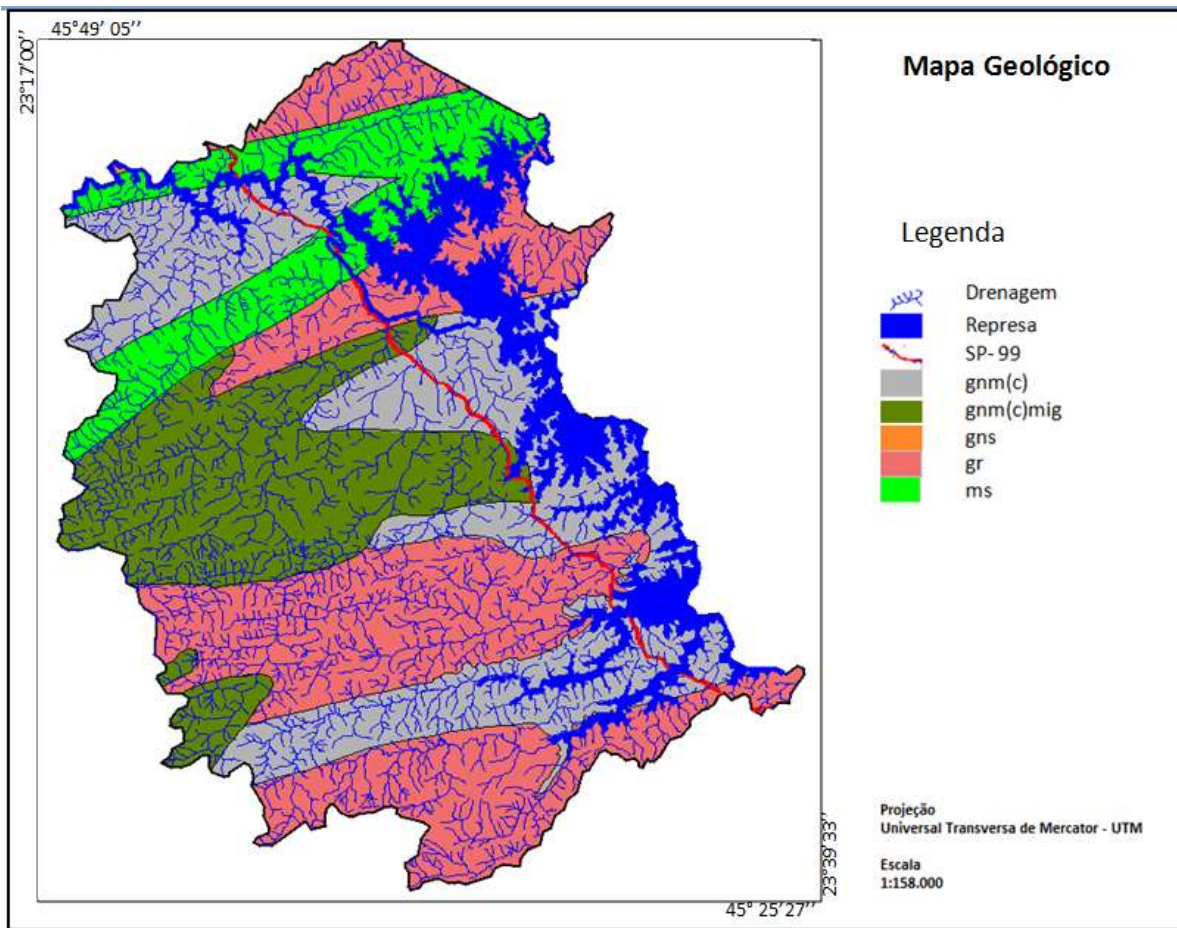 45°49’ 05’’
23°17’00’’
Mapa Geológico
Legenda
Drenagem
Represa
SP- 99
gnm(c)
gnm(c)mig
gns
gr
ms
Projeção
Universal Transversa de Mercator - UTM
Escala
1:158.000
23°39’33’’
45° 25’27’’